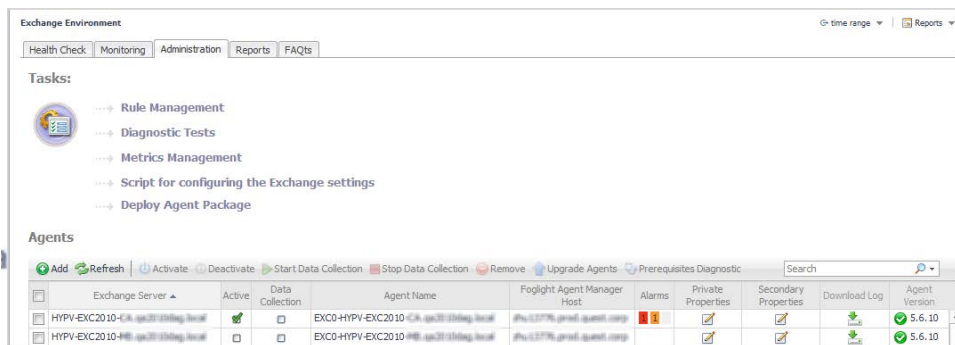 Exchange Environment
time range
Reports
Health Check
Monitoring
Administration
Reports
FAQts
Tasks:
Rule Management
Diagnostic Tests
Metrics Management
Script for configuring the Exchange settings
Deploy Agent Package
Agents
Add Refresh Activate Deactivate Start Data Collection Stop Data Collection Remove Upgrade Agents Prerequisites Diagnostic Search
Exchange Server Active Data Collection Agent Name Foglight Agent Manager Host Alarms Private Properties Secondary Properties Download Log Agent Version
HYPV-EXC2010- EXC0-HYPV-EXC2010- 1 1 5.6.10
HYPV-EXC2010- EXC0-HYPV-EXC2010 5.6.10